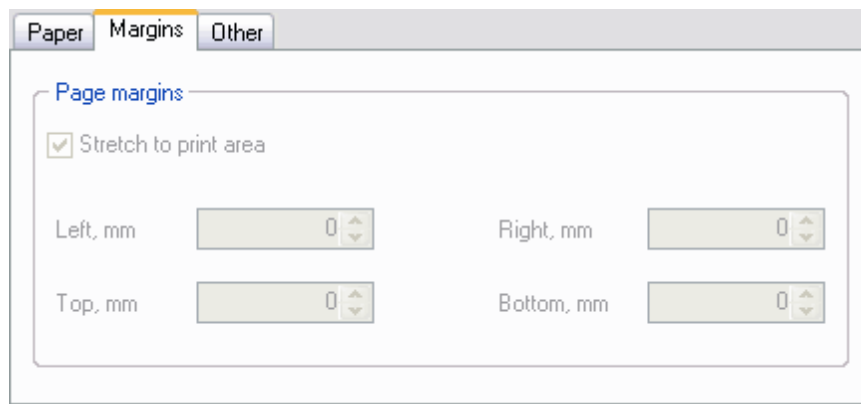 Paper Margins Other
Page margins
Stretch to print area
Left, mm 0 Right, mm 0
Top, mm 0 Bottom, mm 0